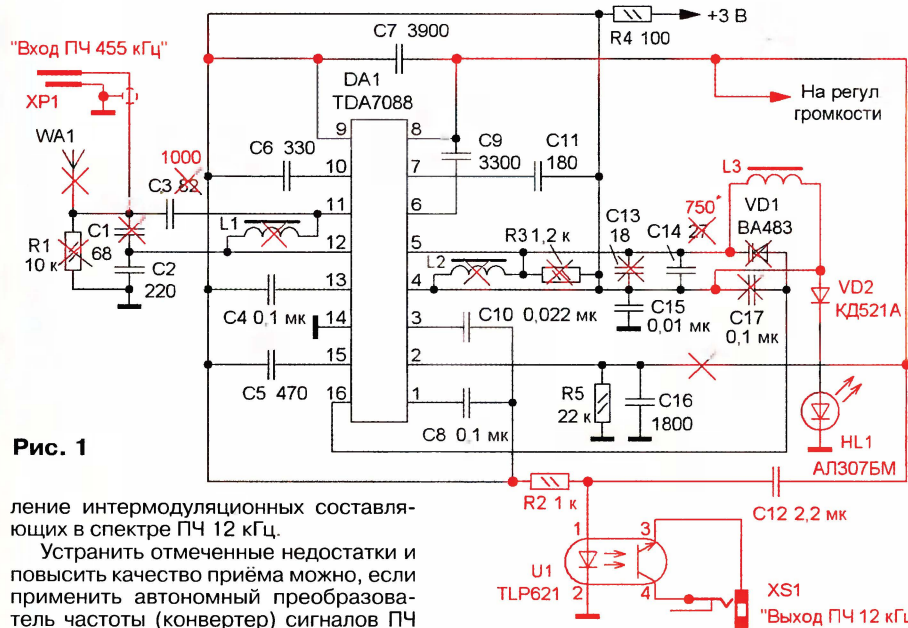 C7 3900
R4 100
+3 В
"Вход ПЧ 455 кГц"
XP1
DA1
TDA7088
На регул
громкости
WA1
1000
C3 82
C6 330
9
10
11
12
13
14
15
16
8
7
6
5
4
3
2
1
C9
3300
C11
180
L1
R1
10 к
C1
68
C2
220
C4 0,1 мк
C5 470
L2
R3 1,2 к
C13
18
C14 27
750*
L3
VD1
BA483
VD2
КД521А
C10 0,022 мк
C15
0,01 мк
C17
0,1 мк
R5
22 к
C16
1800
C8 0,1 мк
HL1
АЛ307БМ
Рис. 1
R2 1 к
C12 2,2 мк
1
2
3
4
U1
TLP621
XS1
"Выход ПЧ 12 кГц
ление интермодуляционных составля-
ющих в спектре ПЧ 12 кГц.
Устранить отмеченные недостатки и
повысить качество приёма можно, если
применить автономный преобразова-
тель частоты (конвертер) сигналов ПЧ